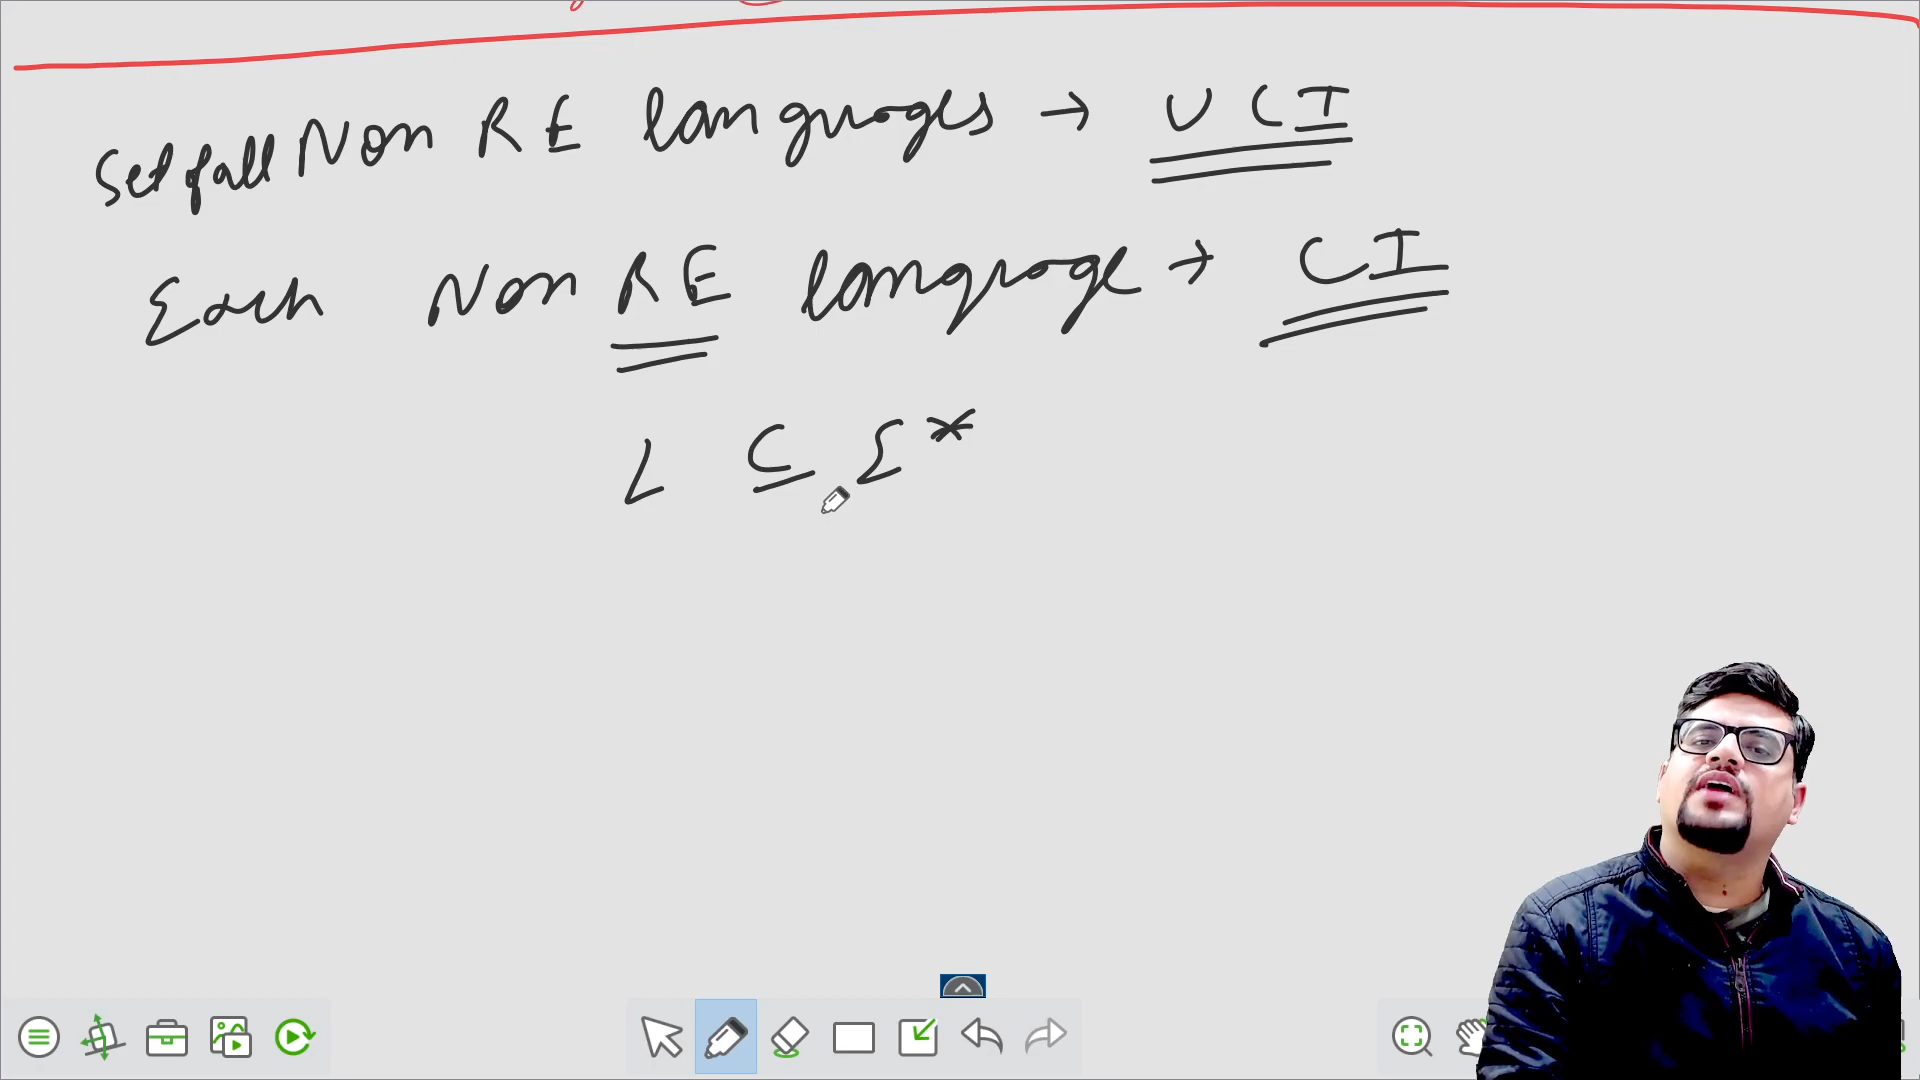 Set of all Non RE languages → UCI
Each Non RE language → CI
L ⊆ Σ*